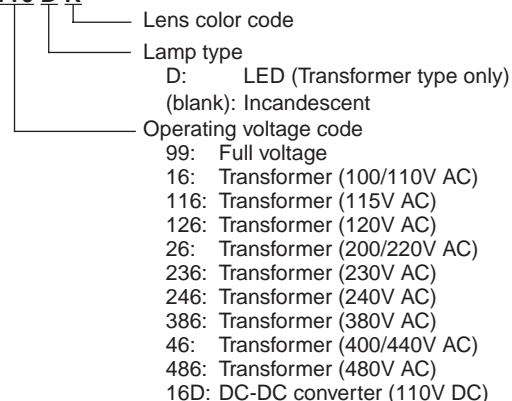 Lens color code
Lamp type
D: LED (Transformer type only)
(blank): Incandescent
Operating voltage code
99: Full voltage
16: Transformer (100/110V AC)
116: Transformer (115V AC)
126: Transformer (120V AC)
26: Transformer (200/220V AC)
236: Transformer (230V AC)
246: Transformer (240V AC)
386: Transformer (380V AC)
46: Transformer (400/440V AC)
486: Transformer (480V AC)
16D: DC-DC converter (110V DC)